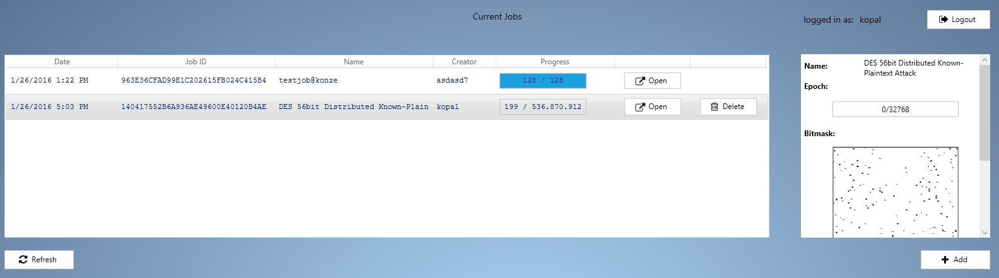 Current Jobs
logged in as: kopal
Logout
Date Job ID Name Creator Progress
1/26/2016 1:22 PM 963E36CFAD99E1C202615FB024C415B4 testjob@konze asdasd7 128 / 128 Open
1/26/2016 5:03 PM 140417552B6A936AE49600E40120B4AE DES 56bit Distributed Known-Plain kopal 199 / 536.870.912 Open Delete
Name: DES 56bit Distributed Known-
Plaintext Attack
Epoch:
0/32768
Bitmask:
Refresh
Add